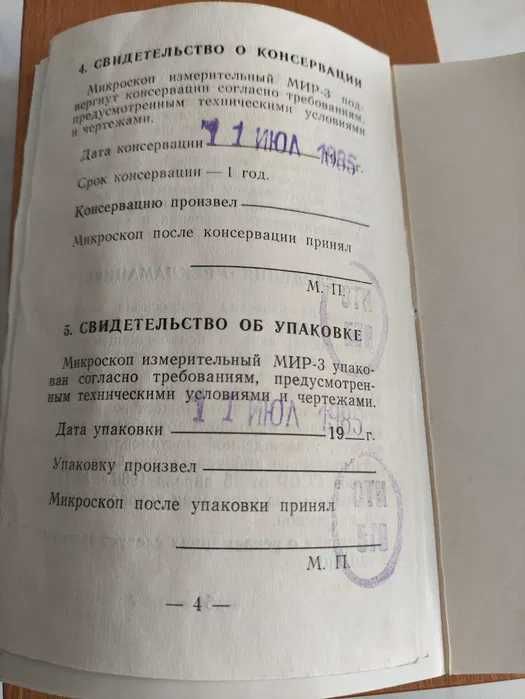 4. СВИДЕТЕЛЬСТВО О КОНСЕРВАЦИИ
Микроскоп измерительный МИР-3 под-
вергнут консервации согласно требованиям,
предусмотренным техническими условиями
и чертежами.
Дата консервации 11 ИЮЛ 1985 г.
Срок консервации — 1 год.
Консервацию произвел
Микроскоп после консервации принял
М. П.
5. СВИДЕТЕЛЬСТВО ОБ УПАКОВКЕ
Микроскоп измерительный МИР-3 упако-
ван согласно требованиям, предусмотрен-
ным техническими условиями и чертежами.
11 ИЮЛ 1985
Дата упаковки 19 г.
Упаковку произвел
Микроскоп после упаковки принял
М. П.
— 4 —